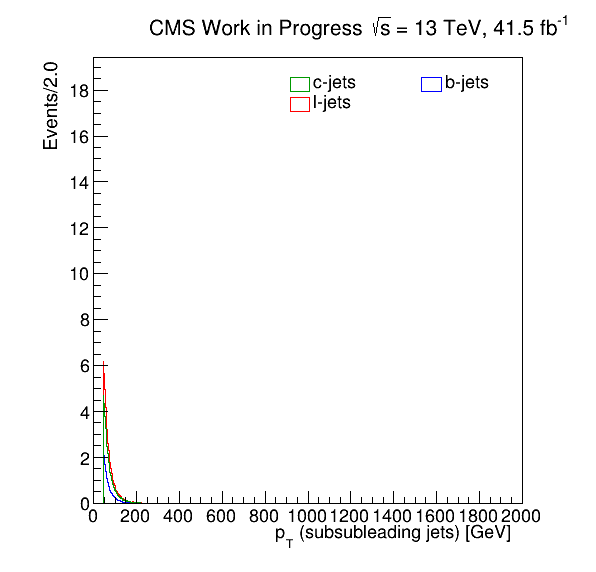 CMS Work in Progress √s = 13 TeV, 41.5 fb⁻¹
Events/2.0
c-jets b-jets
l-jets
18
16
14
12
10
8
6
4
2
0
0 200 400 600 800 1000 1200 1400 1600 1800 2000
p_T (subsubleading jets) [GeV]